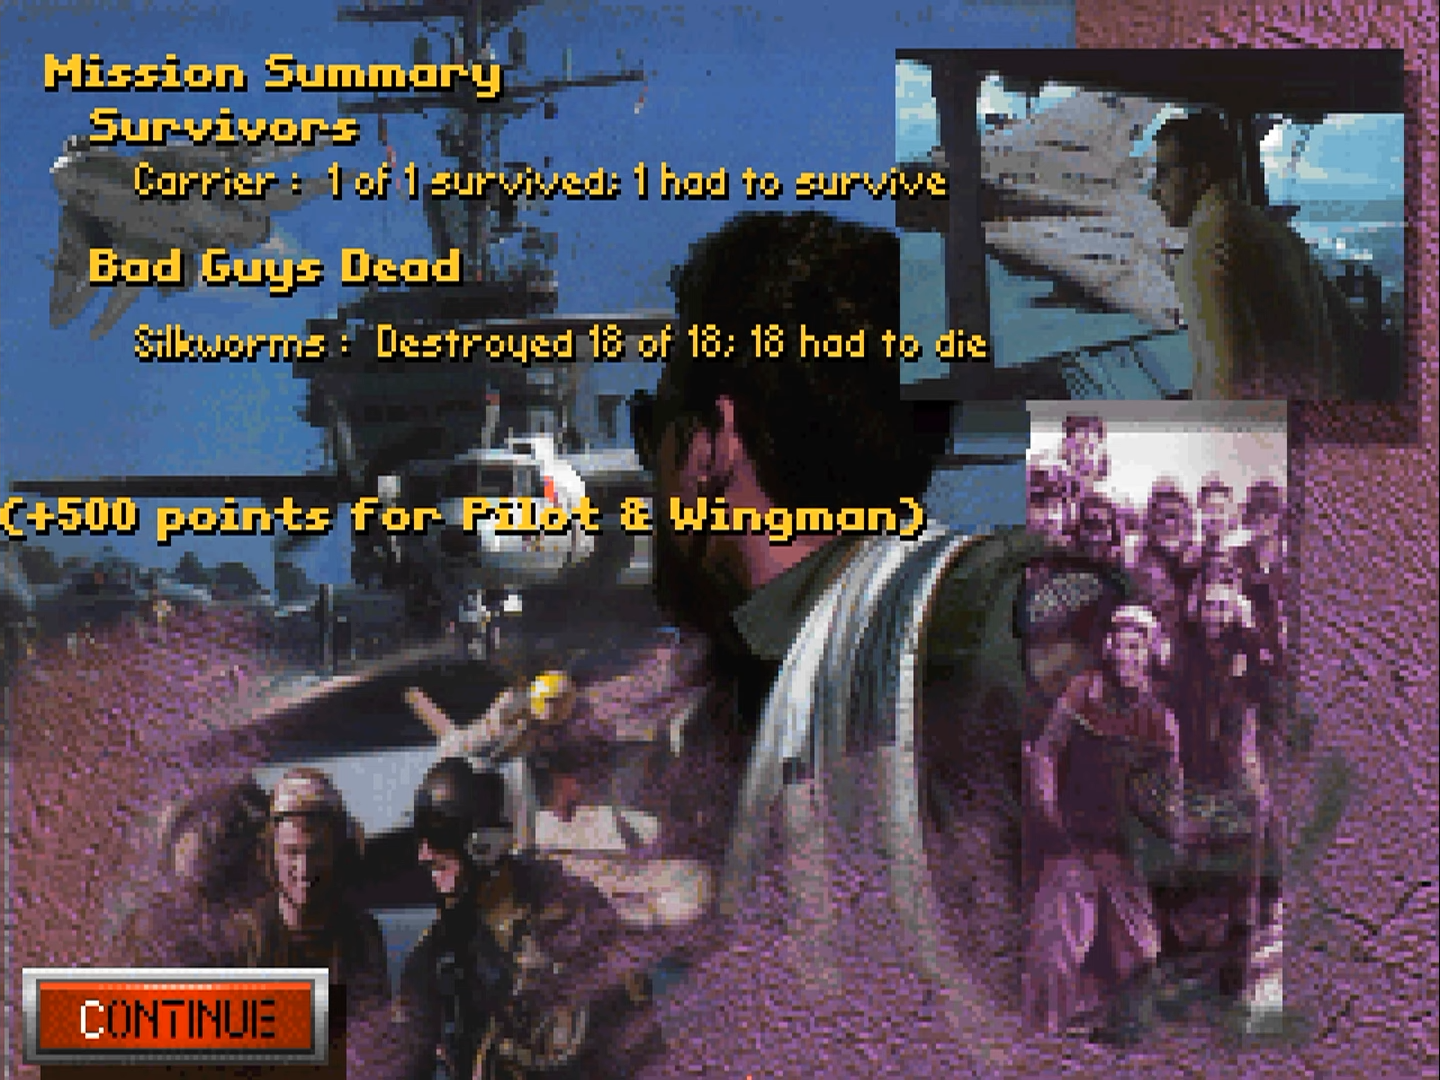 Mission Summary
Survivors
Carrier : 1 of 1 survived; 1 had to survive
Bad Guys Dead
Silkworms : Destroyed 18 of 18; 18 had to die
(+500 points for Pilot & Wingman)
CONTINUE